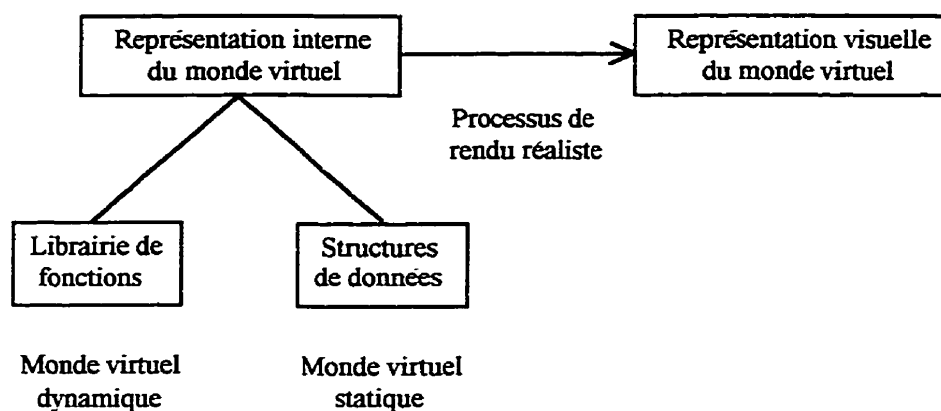 Représentation interne
du monde virtuel
Représentation visuelle
du monde virtuel
Processus de
rendu réaliste
Librairie de
fonctions
Structures
de données
Monde virtuel
dynamique
Monde virtuel
statique